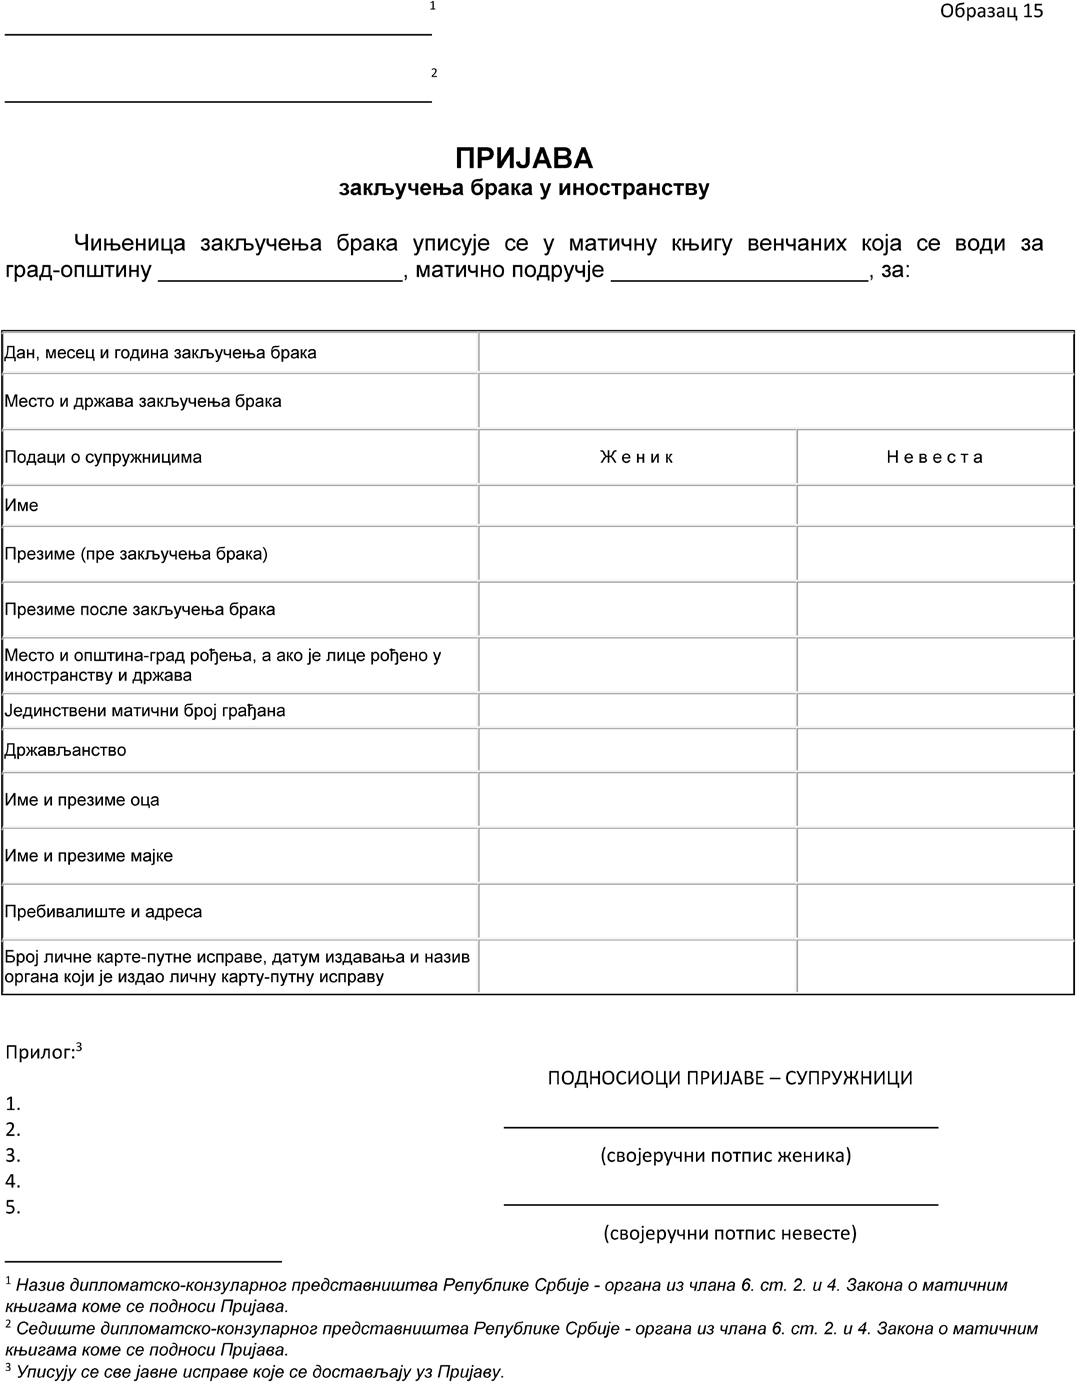 1
Образац 15
2
ПРИЈАВА
закључења брака у иностранству
Чињеница закључења брака уписује се у матичну књигу венчаних која се води за
град-општину ____________________, матично подручје _____________________, за:
Дан, месец и година закључења брака
Место и држава закључења брака
Подаци о супружницима
Ж е н и к
Н е в е с т а
Име
Презиме (пре закључења брака)
Презиме после закључења брака
Место и општина-град рођења, а ако је лице рођено у
иностранству и држава
Јединствени матични број грађана
Држављанство
Име и презиме оца
Име и презиме мајке
Пребивалиште и адреса
Број личне карте-путне исправе, датум издавања и назив
органа који је издао личну карту-путну исправу
Прилог:3
ПОДНОСИОЦИ ПРИЈАВЕ – СУПРУЖНИЦИ
1.
2.
3.
(својеручни потпис женика)
4.
5.
(својеручни потпис невесте)
1 Назив дипломатско-конзуларног представништва Републике Србије - органа из члана 6. ст. 2. и 4. Закона о матичним
књигама коме се подноси Пријава.
2 Седиште дипломатско-конзуларног представништва Републике Србије - органа из члана 6. ст. 2. и 4. Закона о матичним
књигама коме се подноси Пријава.
3 Уписују се све јавне исправе које се достављају уз Пријаву.